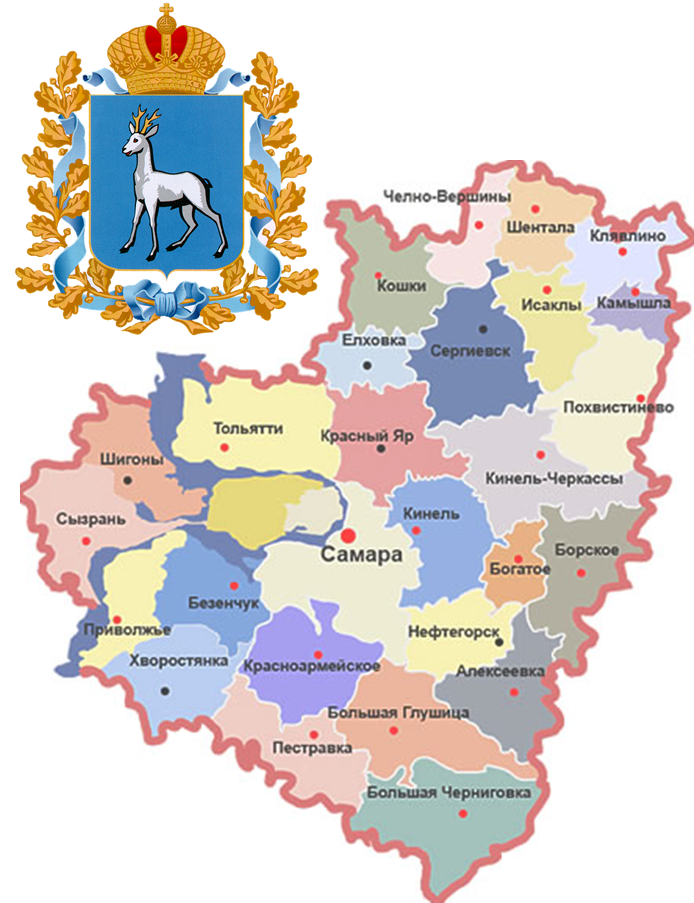 Челно-Вершины
Шентала
Клявлино
Кошки
Исаклы
Камышла
Елховка
Сергиевск
Похвистинево
Тольятти
Красный Яр
Шигоны
Кинель-Черкассы
Сызрань
Кинель
Самара
Борское
Богатое
Безенчук
Приволжье
Нефтегорск
Хворостянка
Красноармейское
Алексеевка
Большая Глушица
Пестравка
Большая Черниговка